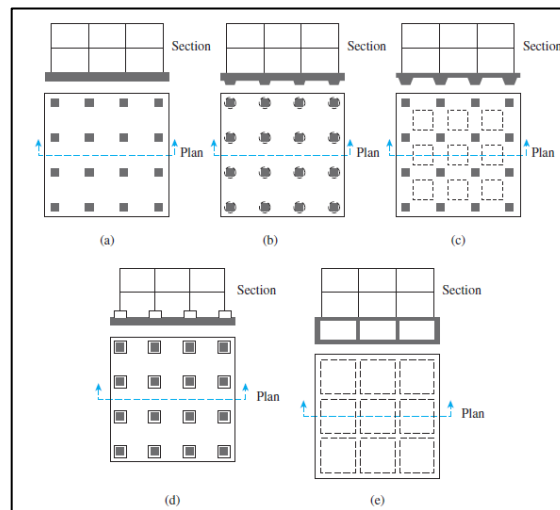 Section
Section
Section
Plan
Plan
Plan
(a)
(b)
(c)
Section
Section
Plan
Plan
(d)
(e)